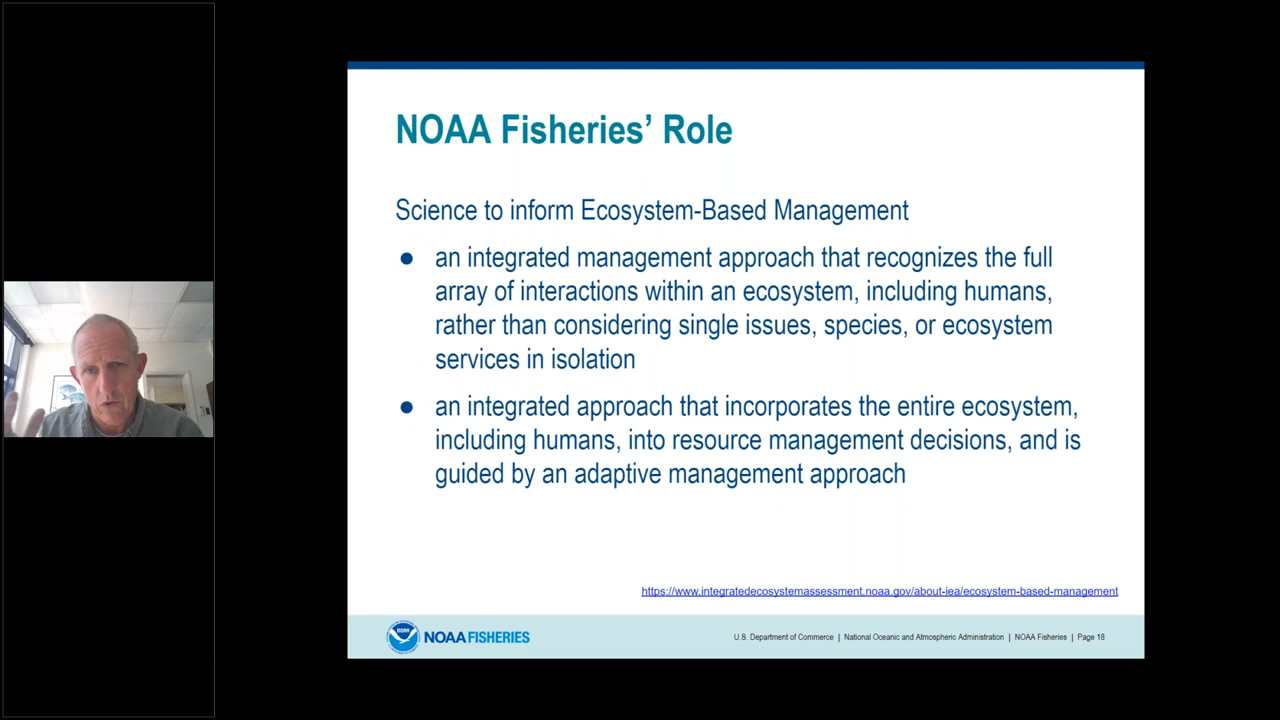 NOAA Fisheries’ Role
Science to inform Ecosystem-Based Management
● an integrated management approach that recognizes the full
array of interactions within an ecosystem, including humans,
rather than considering single issues, species, or ecosystem
services in isolation
● an integrated approach that incorporates the entire ecosystem,
including humans, into resource management decisions, and is
guided by an adaptive management approach
https://www.integratedecosystemassessment.noaa.gov/about-iea/ecosystem-based-management
NOAA
NOAA FISHERIES
U.S. Department of Commerce | National Oceanic and Atmospheric Administration | NOAA Fisheries | Page 18